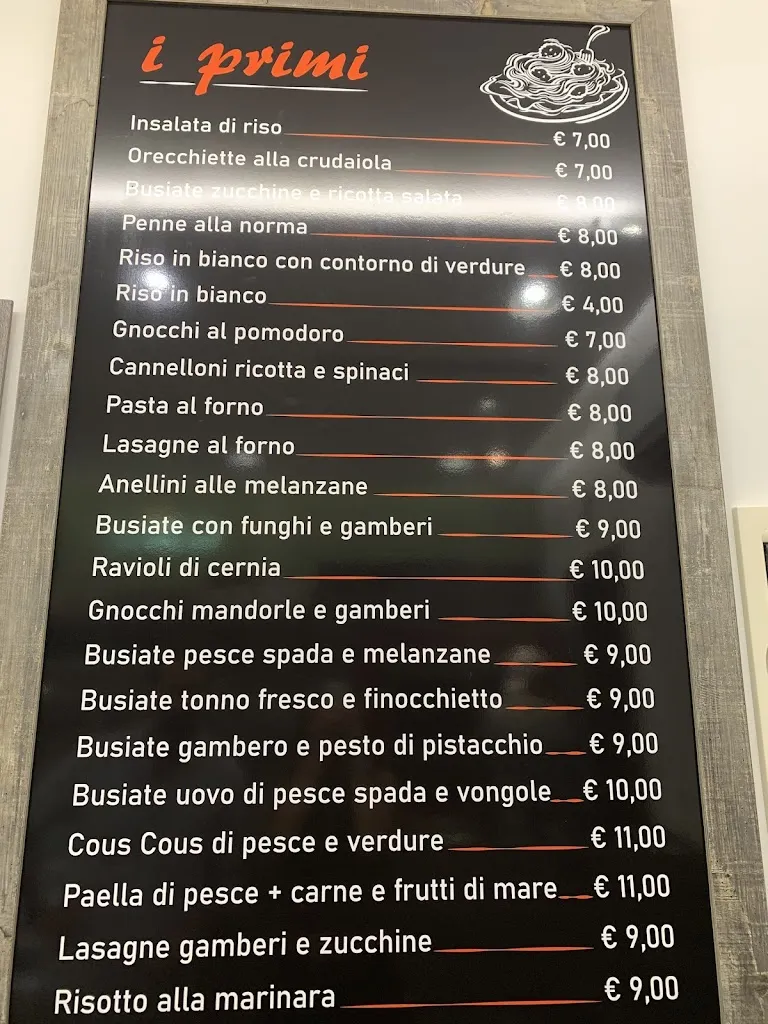 i primi
Insalata di riso € 7,00
Orecchiette alla crudaiola € 7,00
Busiate zucchine e ricotta salata € 8,00
Penne alla norma € 8,00
Riso in bianco con contorno di verdure € 8,00
Riso in bianco € 4,00
Gnocchi al pomodoro € 7,00
Cannelloni ricotta e spinaci € 8,00
Pasta al forno € 8,00
Lasagne al forno € 8,00
Anellini alle melanzane € 8,00
Busiate con funghi e gamberi € 9,00
Ravioli di cernia € 10,00
Gnocchi mandorle e gamberi € 10,00
Busiate pesce spada e melanzane € 9,00
Busiate tonno fresco e finocchietto € 9,00
Busiate gambero e pesto di pistacchio € 9,00
Busiate uovo di pesce spada e vongole € 10,00
Cous Cous di pesce e verdure € 11,00
Paella di pesce + carne e frutti di mare € 11,00
Lasagne gamberi e zucchine € 9,00
Risotto alla marinara € 9,00